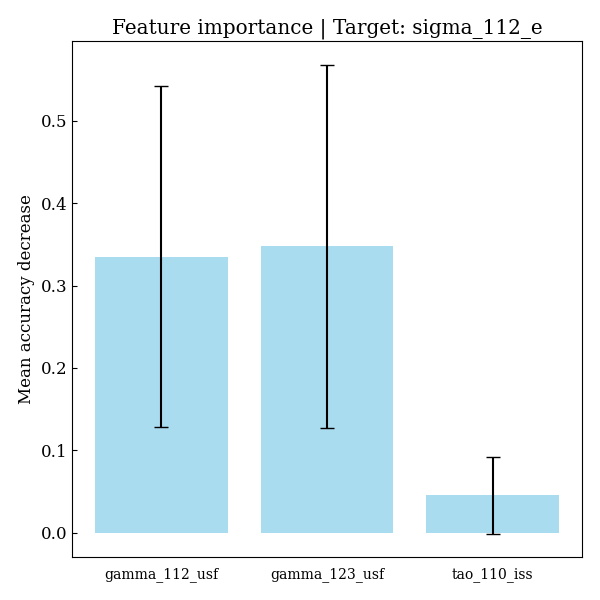 Feature importance | Target: sigma_112_e
Mean accuracy decrease
0.5
0.4
0.3
0.2
0.1
0.0
gamma_112_usf
gamma_123_usf
tao_110_iss